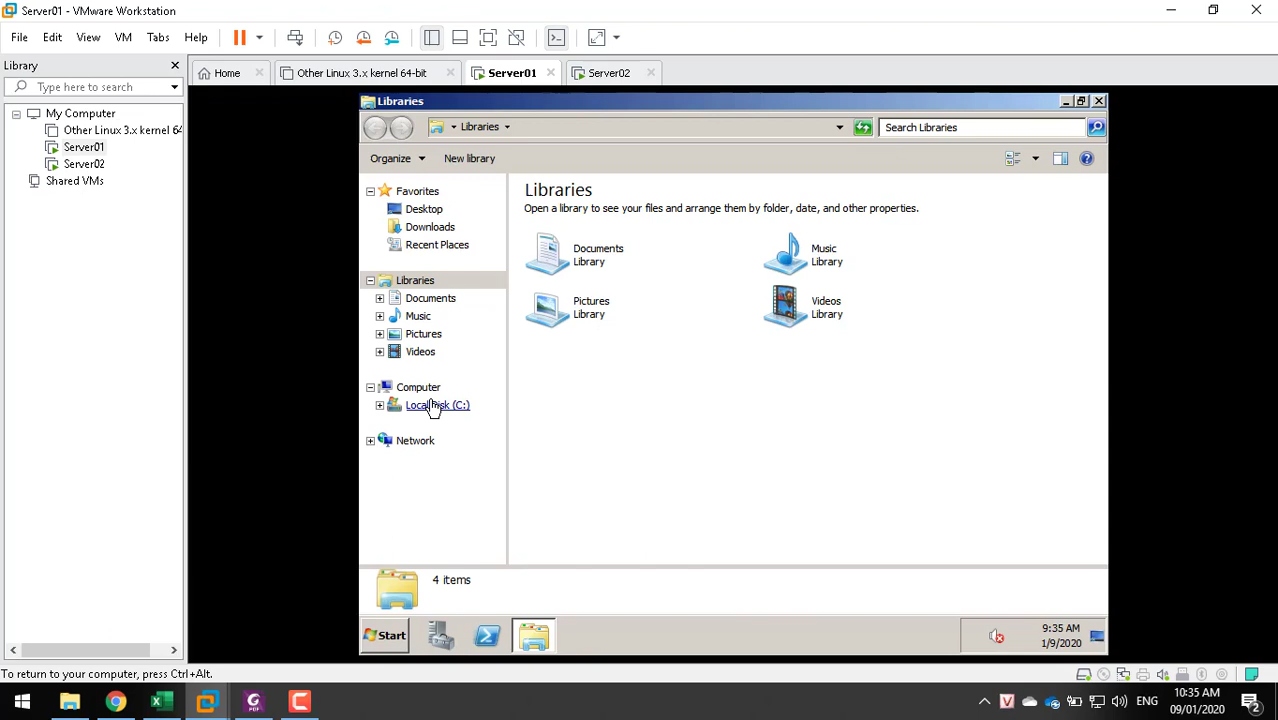 Server01 - VMware Workstation
File Edit View VM Tabs Help
Library
Type here to search
Home
Other Linux 3.x kernel 64-bit
Server01
Server02
My Computer
Other Linux 3.x kernel 64
Server01
Server02
Shared VMs
Libraries
Libraries
Search Libraries
Organize New library
Favorites
Desktop
Downloads
Recent Places
Libraries
Documents
Music
Pictures
Videos
Computer
Local Disk (C:)
Network
Libraries
Open a library to see your files and arrange them by folder, date, and other properties.
Documents
Library
Music
Library
Pictures
Library
Videos
Library
4 items
Start
9:35 AM
1/9/2020
To return to your computer, press Ctrl+Alt.
ENG
10:35 AM
09/01/2020
2